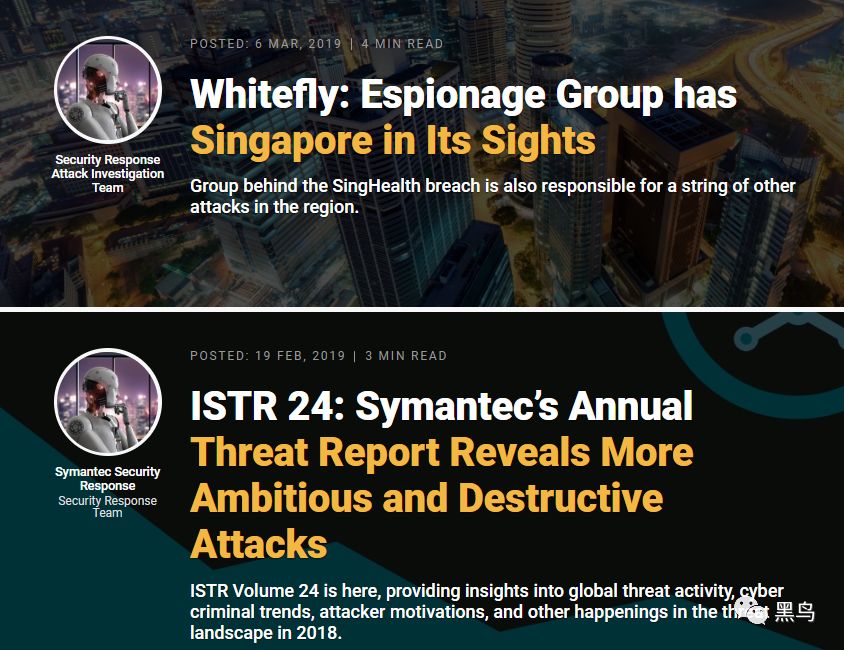 POSTED: 6 MAR, 2019 | 4 MIN READ
Whitefly: Espionage Group has
Singapore in Its Sights
Group behind the SingHealth breach is also responsible for a string of other
attacks in the region.
Security Response
Attack Investigation
Team
POSTED: 19 FEB, 2019 | 3 MIN READ
ISTR 24: Symantec’s Annual
Threat Report Reveals More
Ambitious and Destructive
Attacks
ISTR Volume 24 is here, providing insights into global threat activity, cyber
criminal trends, attacker motivations, and other happenings in the threat
landscape in 2018.
Symantec Security
Response
Security Response
Team
黑鸟